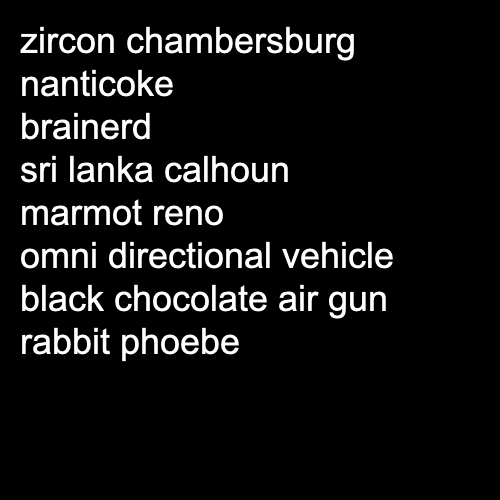 zircon chambersburg
nanticoke
brainerd
sri lanka calhoun
marmot reno
omni directional vehicle
black chocolate air gun
rabbit phoebe